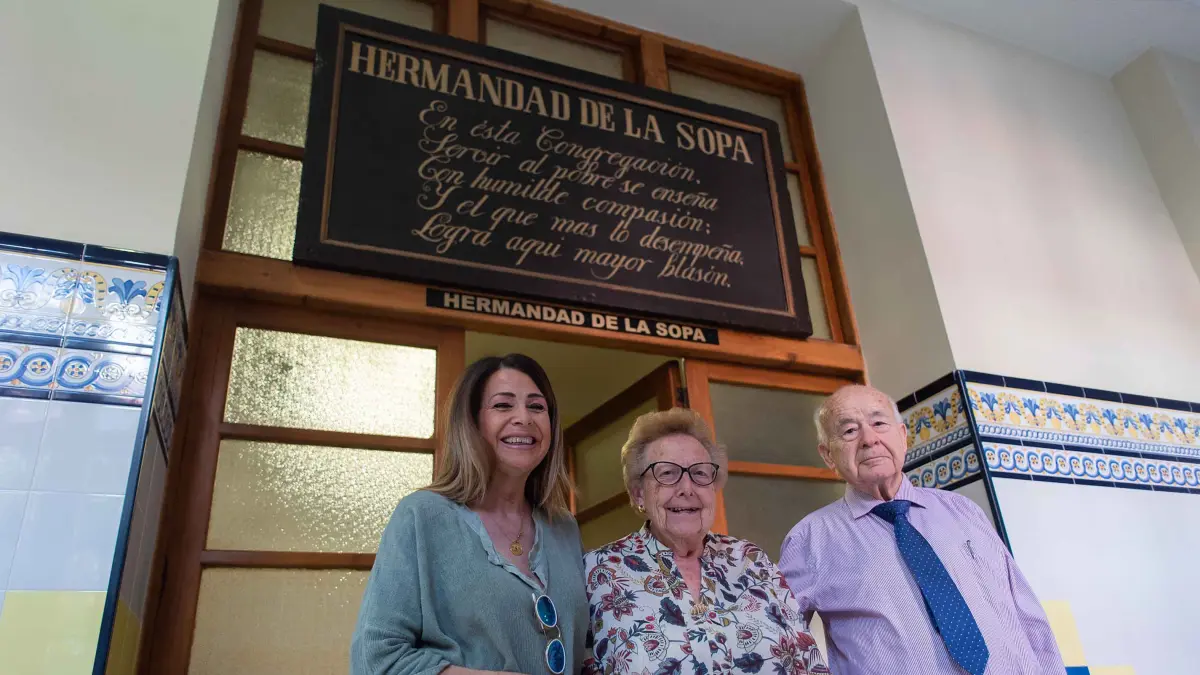 HERMANDAD DE LA SOPA
En ésta Congregación,
Servir al pobre se enseña
Con humilde compasión;
Y el que mas lo desempeña,
Logra aqui mayor blasón.
HERMANDAD DE LA SOPA